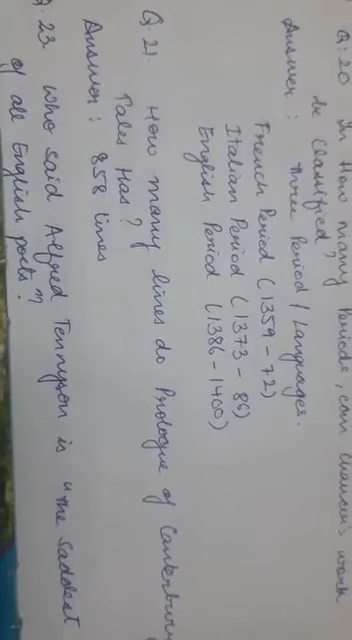 Q.20 In How many Periods, can Chaucer's work
be Classified?
Answer : Three Period / Languages.
French Period (1359 - 72)
Italian Period (1373 - 86)
English Period (1386 - 1400)
Q.21. How many lines do Prologue of Canterbury
Tales Has?
Answer : 858 lines
Q.23. Who said Alfred Tennyson is "the Saddest
of all English poets"?